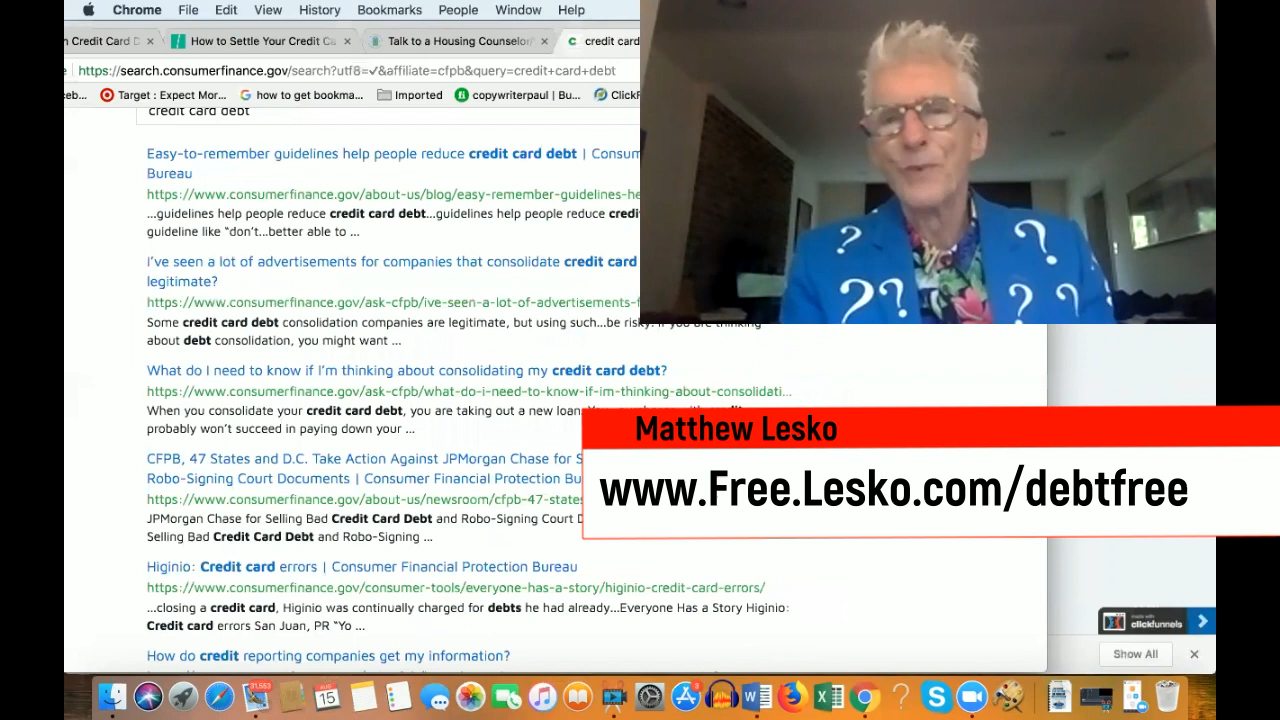 Chrome File Edit View History Bookmarks People Window Help
n Credit Card D
How to Settle Your Credit Ca
Talk to a Housing Counselor/
credit card
https://search.consumerfinance.gov/search?utf8=✓&affiliate=cfpb&query=credit+card+debt
eb... Target : Expect Mor... how to get bookma... Imported copywriterpaul | Bu... ClickF
credit card debt
Easy-to-remember guidelines help people reduce credit card debt | Consum
Bureau
https://www.consumerfinance.gov/about-us/blog/easy-remember-guidelines-he
...guidelines help people reduce credit card debt...guidelines help people reduce credi
guideline like “don’t...better able to ...
I’ve seen a lot of advertisements for companies that consolidate credit card
legitimate?
https://www.consumerfinance.gov/ask-cfpb/ive-seen-a-lot-of-advertisements-f
Some credit card debt consolidation companies are legitimate, but using such...be risky. If you are thinking
about debt consolidation, you might want ...
What do I need to know if I’m thinking about consolidating my credit card debt?
https://www.consumerfinance.gov/ask-cfpb/what-do-i-need-to-know-if-im-thinking-about-consolidati...
When you consolidate your credit card debt, you are taking out a new loan.
probably won’t succeed in paying down your ...
CFPB, 47 States and D.C. Take Action Against JPMorgan Chase for S
Robo-Signing Court Documents | Consumer Financial Protection Bu
https://www.consumerfinance.gov/about-us/newsroom/cfpb-47-states
JPMorgan Chase for Selling Bad Credit Card Debt and Robo-Signing Court D
Selling Bad Credit Card Debt and Robo-Signing ...
Matthew Lesko
www.Free.Lesko.com/debtfree
Higinio: Credit card errors | Consumer Financial Protection Bureau
https://www.consumerfinance.gov/consumer-tools/everyone-has-a-story/higinio-credit-card-errors/
...closing a credit card, Higinio was continually charged for debts he had already...Everyone Has a Story Higinio:
Credit card errors San Juan, PR “Yo ...
How do credit reporting companies get my information?
made with
clickfunnels
Show All
31,553
AUG
15
3